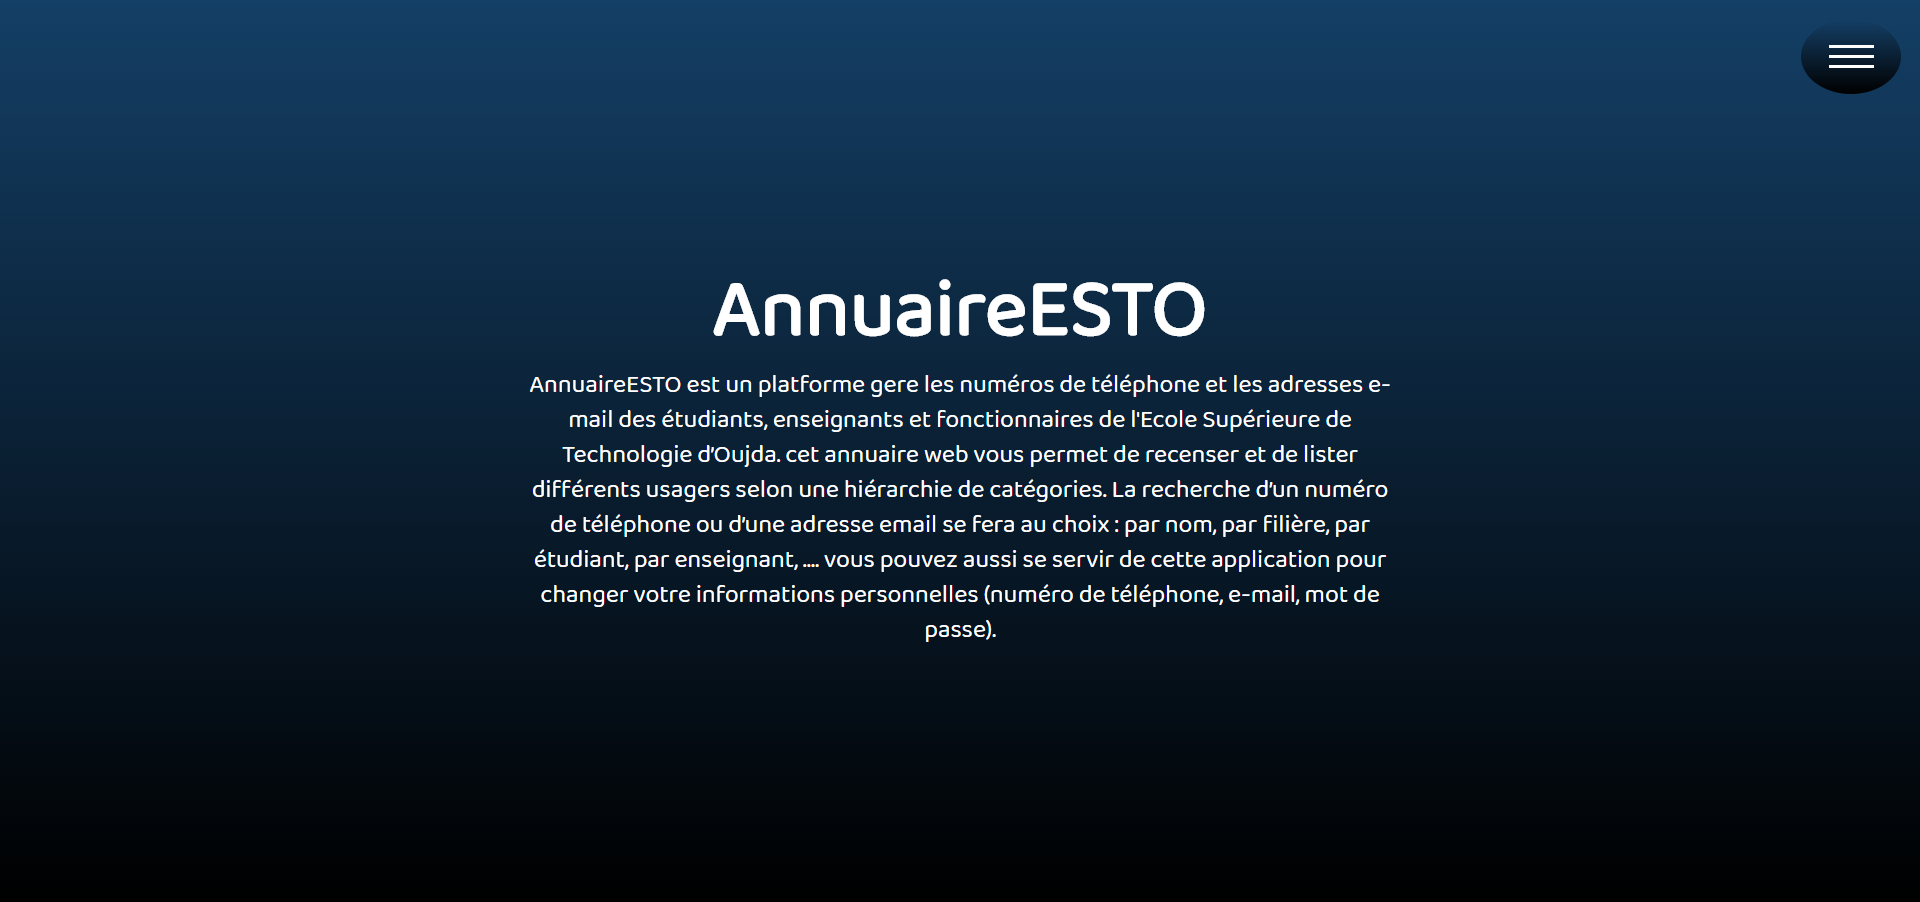 AnnuaireESTO
AnnuaireESTO est un platforme gere les numéros de téléphone et les adresses e-
mail des étudiants, enseignants et fonctionnaires de l'Ecole Supérieure de
Technologie d’Oujda. cet annuaire web vous permet de recenser et de lister
différents usagers selon une hiérarchie de catégories. La recherche d’un numéro
de téléphone ou d’une adresse email se fera au choix : par nom, par filière, par
étudiant, par enseignant, .... vous pouvez aussi se servir de cette application pour
changer votre informations personnelles (numéro de téléphone, e-mail, mot de
passe).